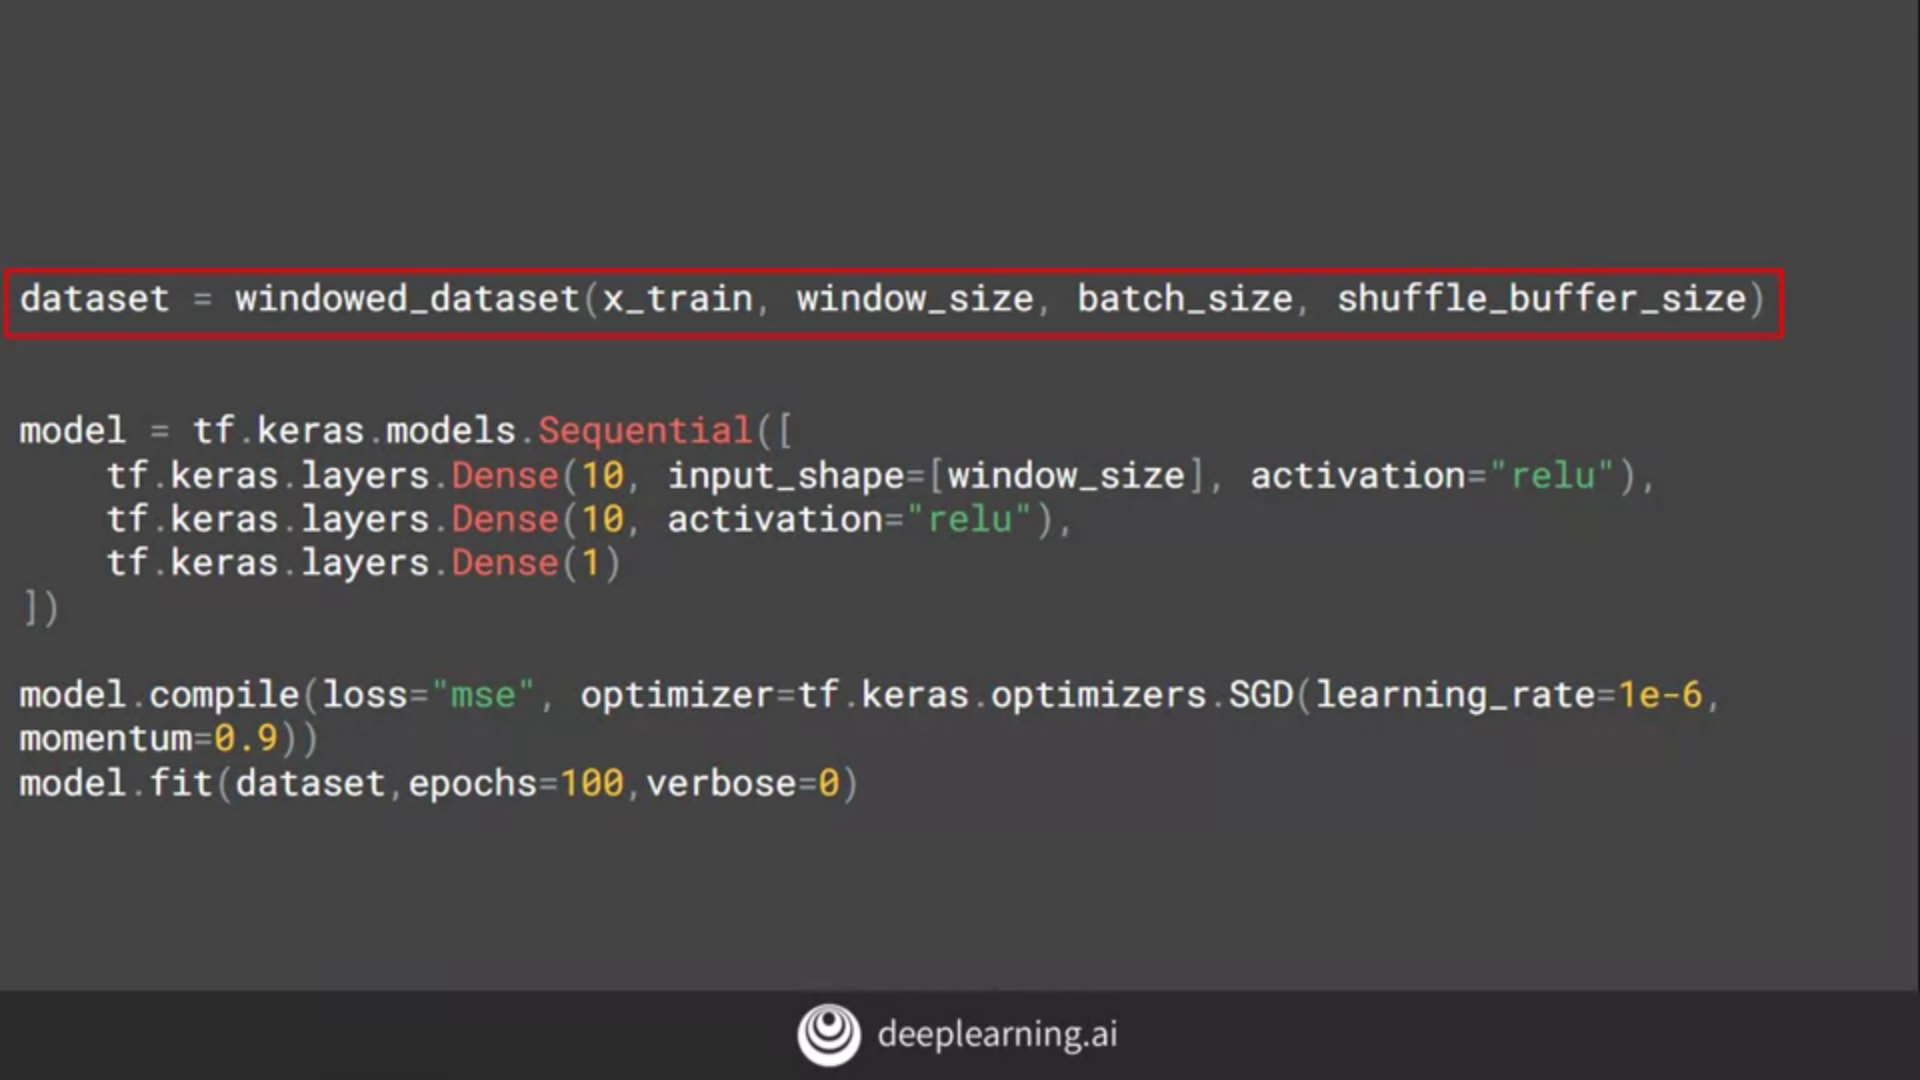 dataset = windowed_dataset(x_train, window_size, batch_size, shuffle_buffer_size)
model = tf.keras.models.Sequential([
    tf.keras.layers.Dense(10, input_shape=[window_size], activation="relu"),
    tf.keras.layers.Dense(10, activation="relu"),
    tf.keras.layers.Dense(1)
])
model.compile(loss="mse", optimizer=tf.keras.optimizers.SGD(learning_rate=1e-6,
momentum=0.9))
model.fit(dataset,epochs=100,verbose=0)
deeplearning.ai